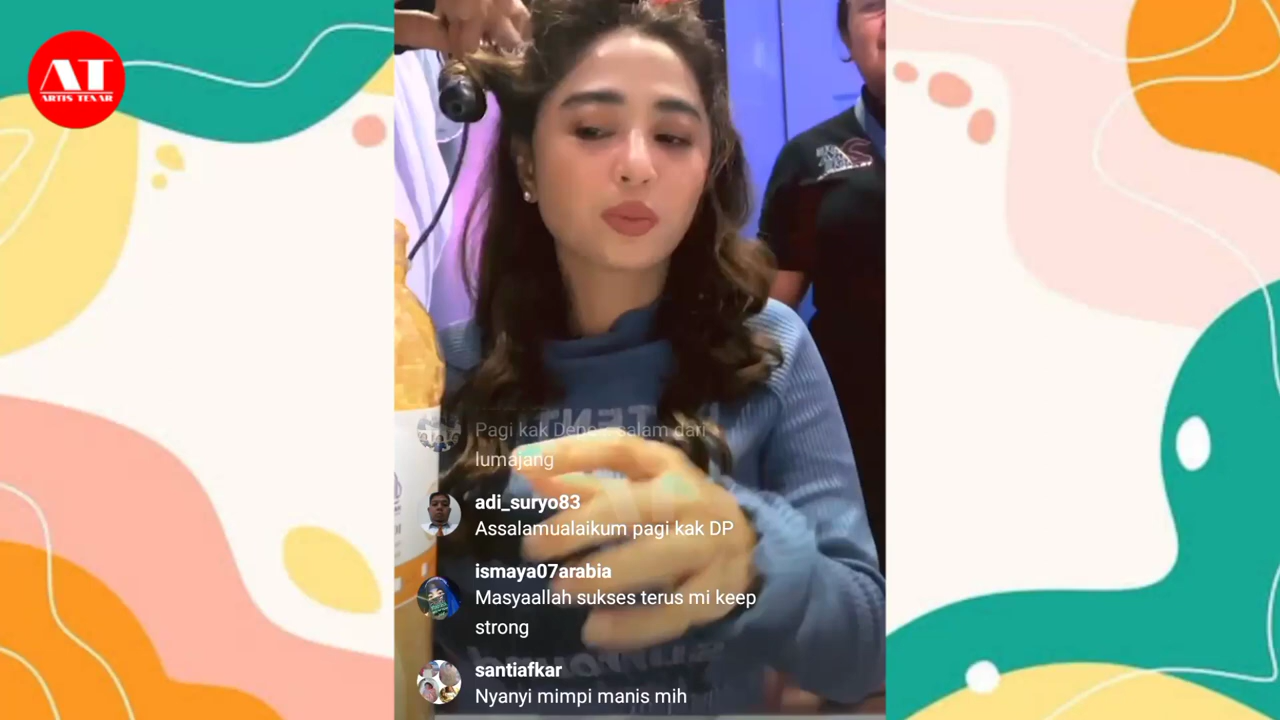 AT
ARTIS TENAR
Pagi kak Depe.. salam dari
lumajang
adi_suryo83
Assalamualaikum pagi kak DP
ismaya07arabia
Masyaallah sukses terus mi keep
strong
santiafkar
Nyanyi mimpi manis mih